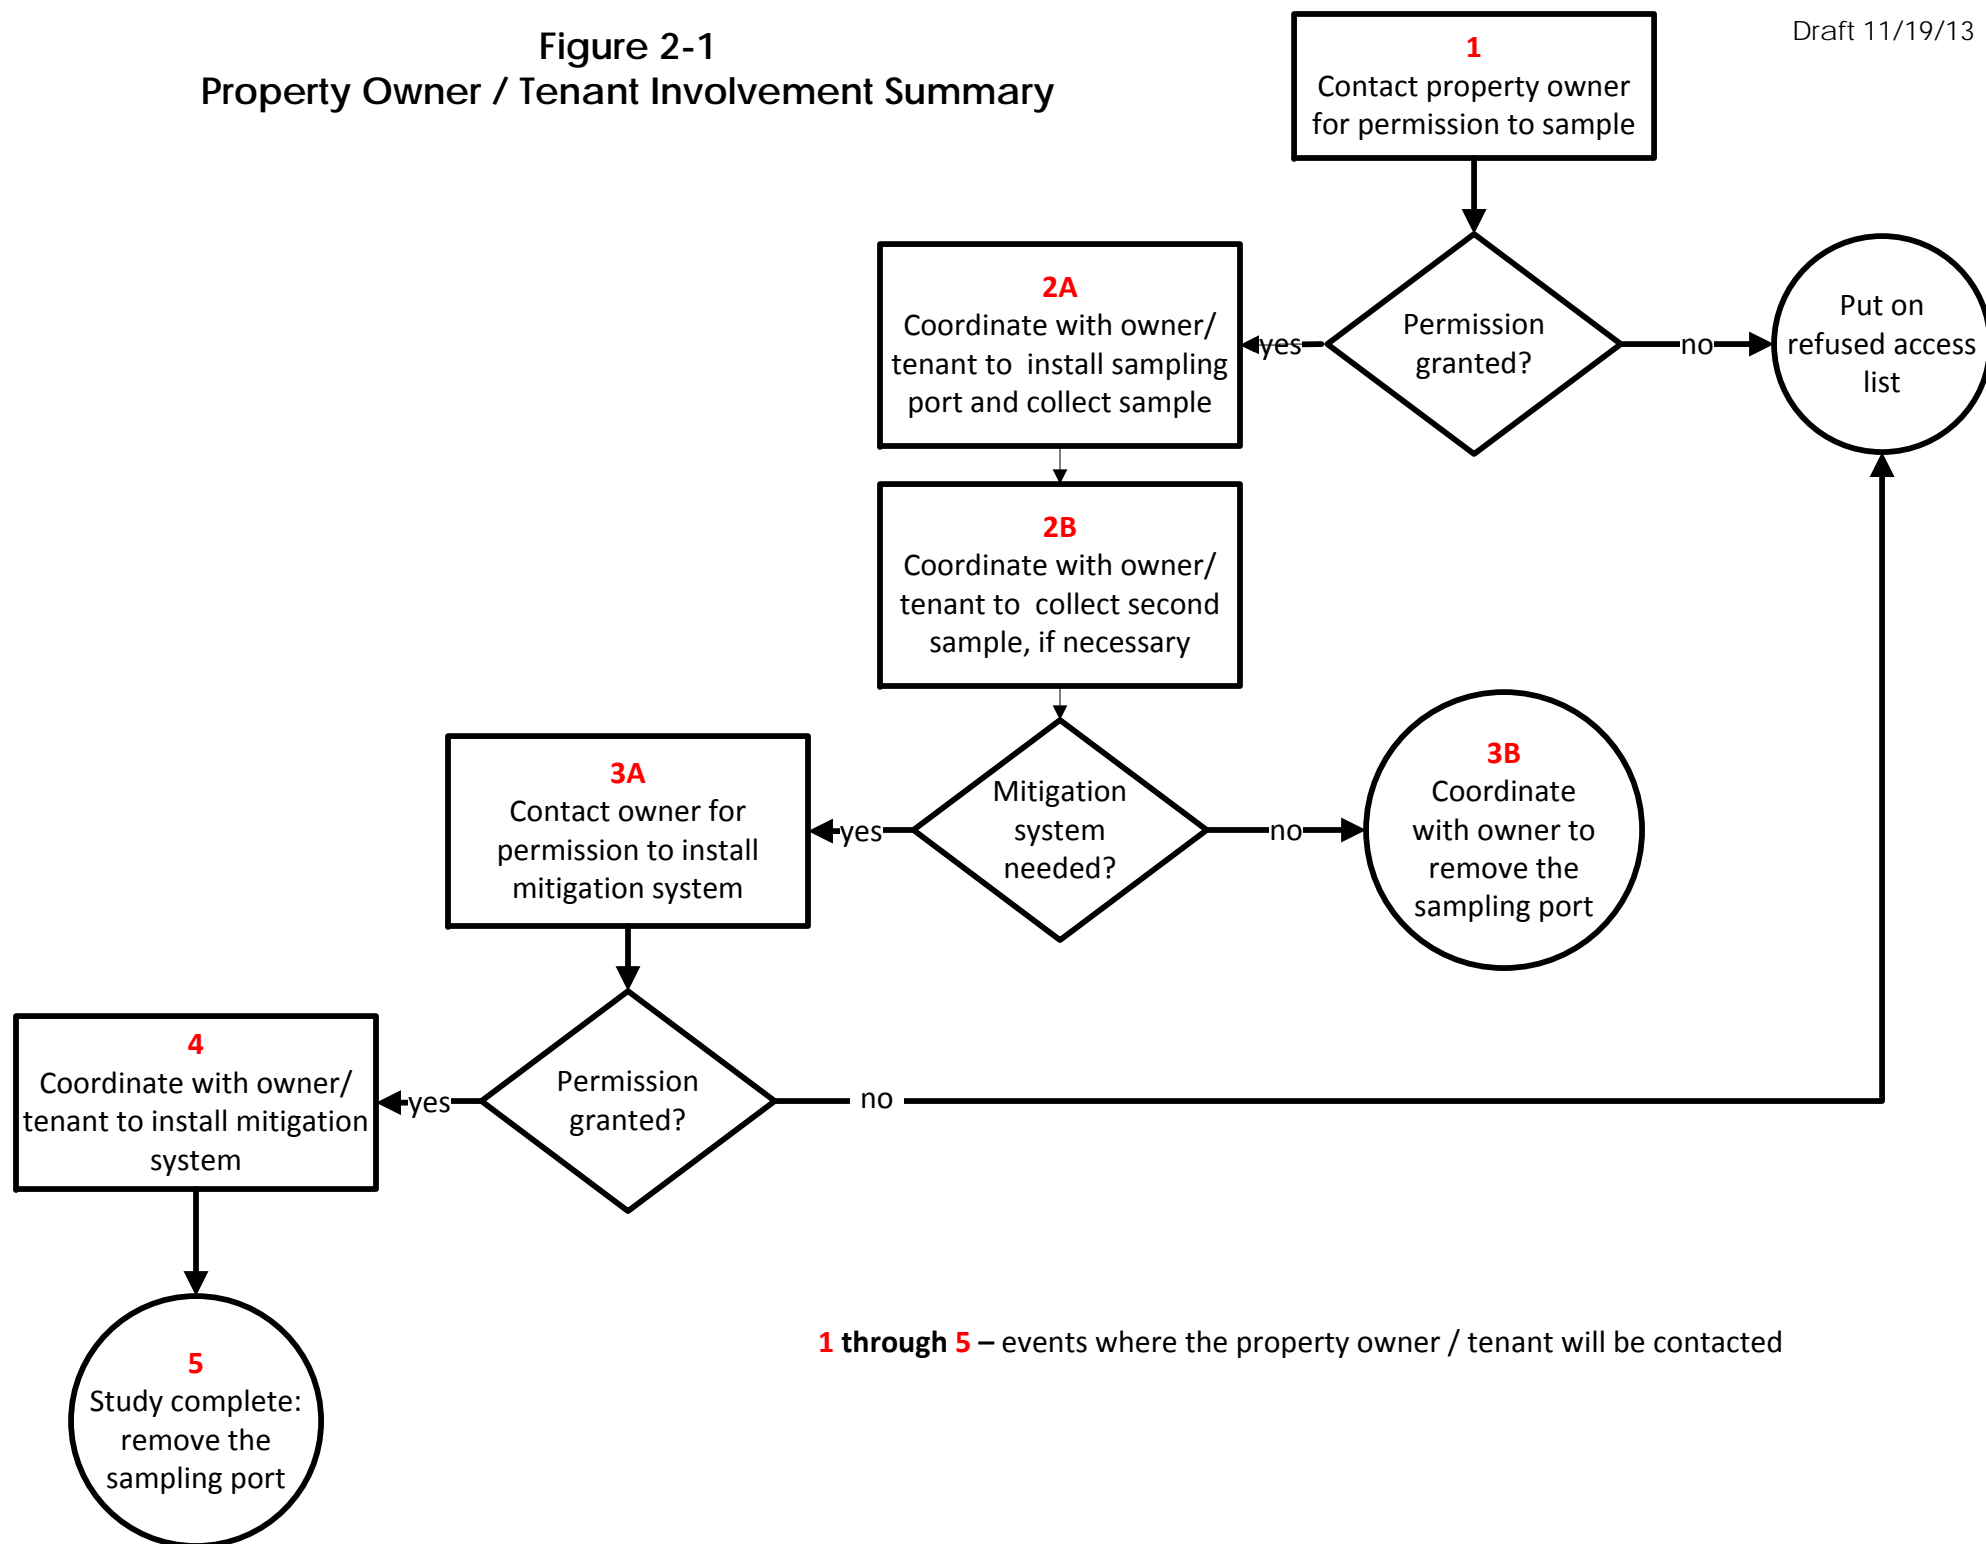 Draft 11/19/13
Figure 2-1
Property Owner / Tenant Involvement Summary
1
Contact property owner
for permission to sample
Permission
granted?
yes
no
Put on
refused access
list
2A
Coordinate with owner/
tenant to install sampling
port and collect sample
2B
Coordinate with owner/
tenant to collect second
sample, if necessary
Mitigation
system
needed?
yes
no
3A
Contact owner for
permission to install
mitigation system
3B
Coordinate
with owner to
remove the
sampling port
Permission
granted?
yes
no
4
Coordinate with owner/
tenant to install mitigation
system
5
Study complete:
remove the
sampling port
1 through 5 – events where the property owner / tenant will be contacted